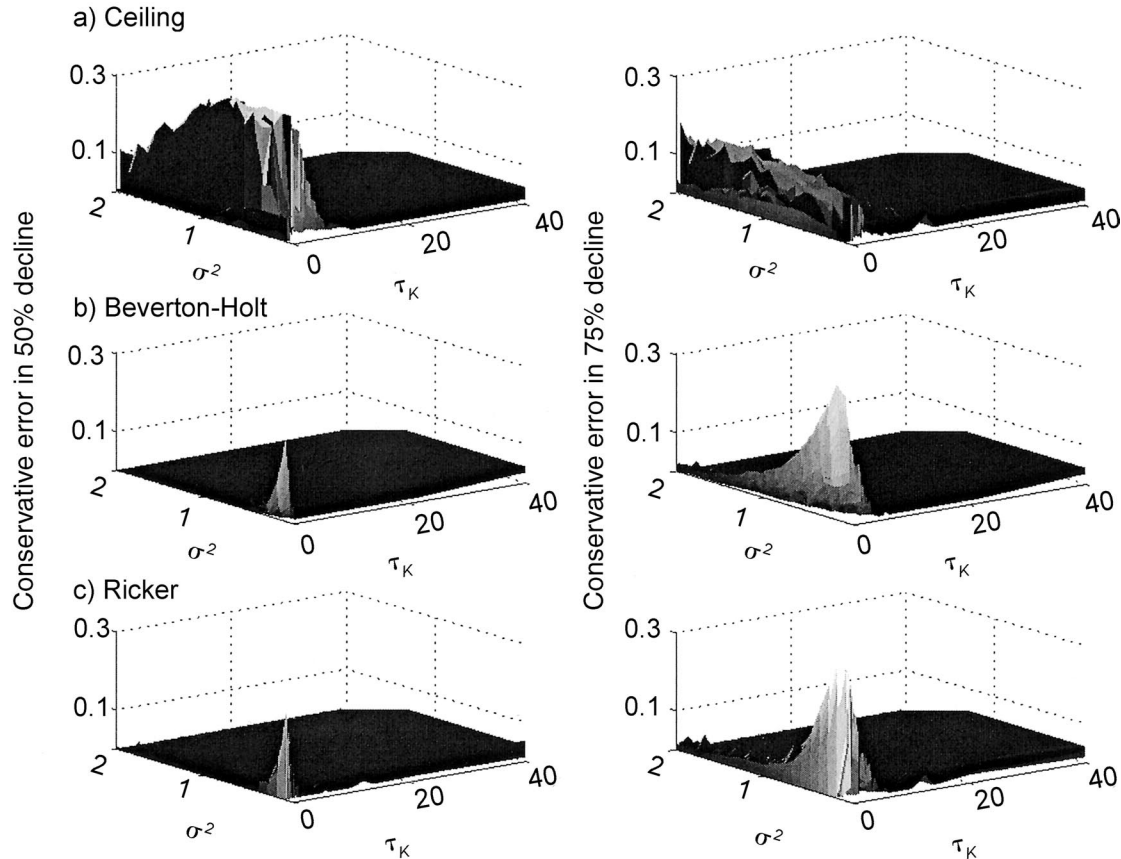 a) Ceiling
0.3
0.1
2
1
0
20
40
σ²
τK
0.3
0.1
2
1
0
20
40
σ²
τK
b) Beverton-Holt
0.3
0.1
2
1
0
20
40
σ²
τK
0.3
0.1
2
1
0
20
40
σ²
τK
c) Ricker
0.3
0.1
2
1
0
20
40
σ²
τK
0.3
0.1
2
1
0
20
40
σ²
τK
Conservative error in 50% decline
Conservative error in 75% decline